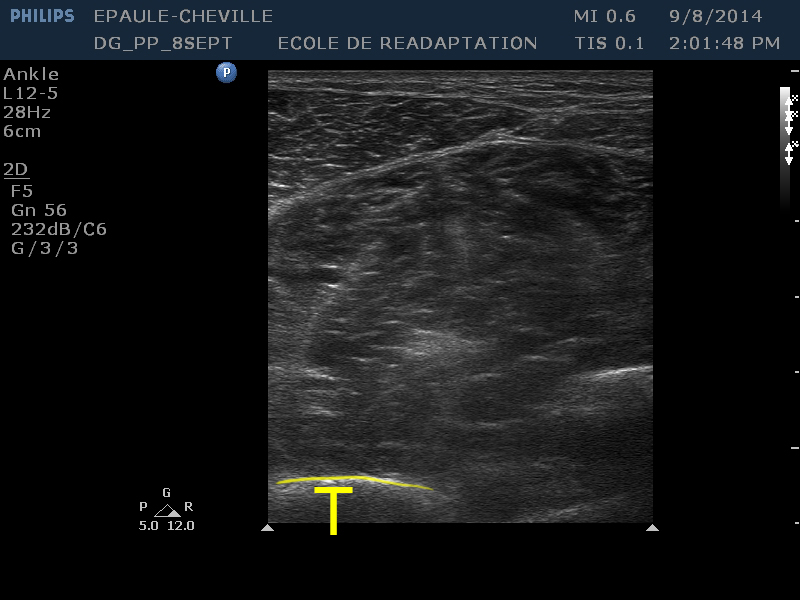 PHILIPS EPAULE-CHEVILLE MI 0.6 9/8/2014
DG_PP_8SEPT ECOLE DE READAPTATION TIS 0.1 2:01:48 PM
Ankle
L12-5
28Hz
6cm
2D
F5
Gn 56
232dB/C6
G/3/3
P
G
P R
5.0 12.0
T